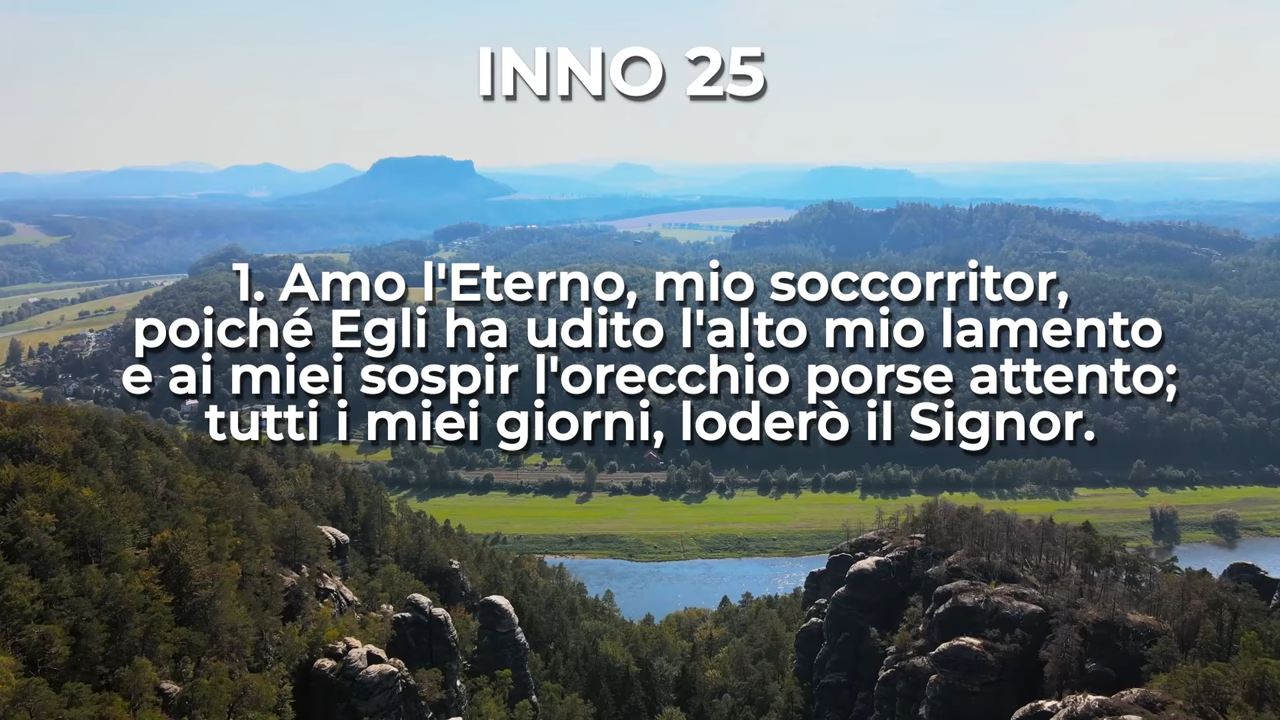 INNO 25
1. Amo l'Eterno, mio soccorritor,
poiché Egli ha udito l'alto mio lamento
e ai miei sospir l'orecchio porse attento;
tutti i miei giorni, loderò il Signor.